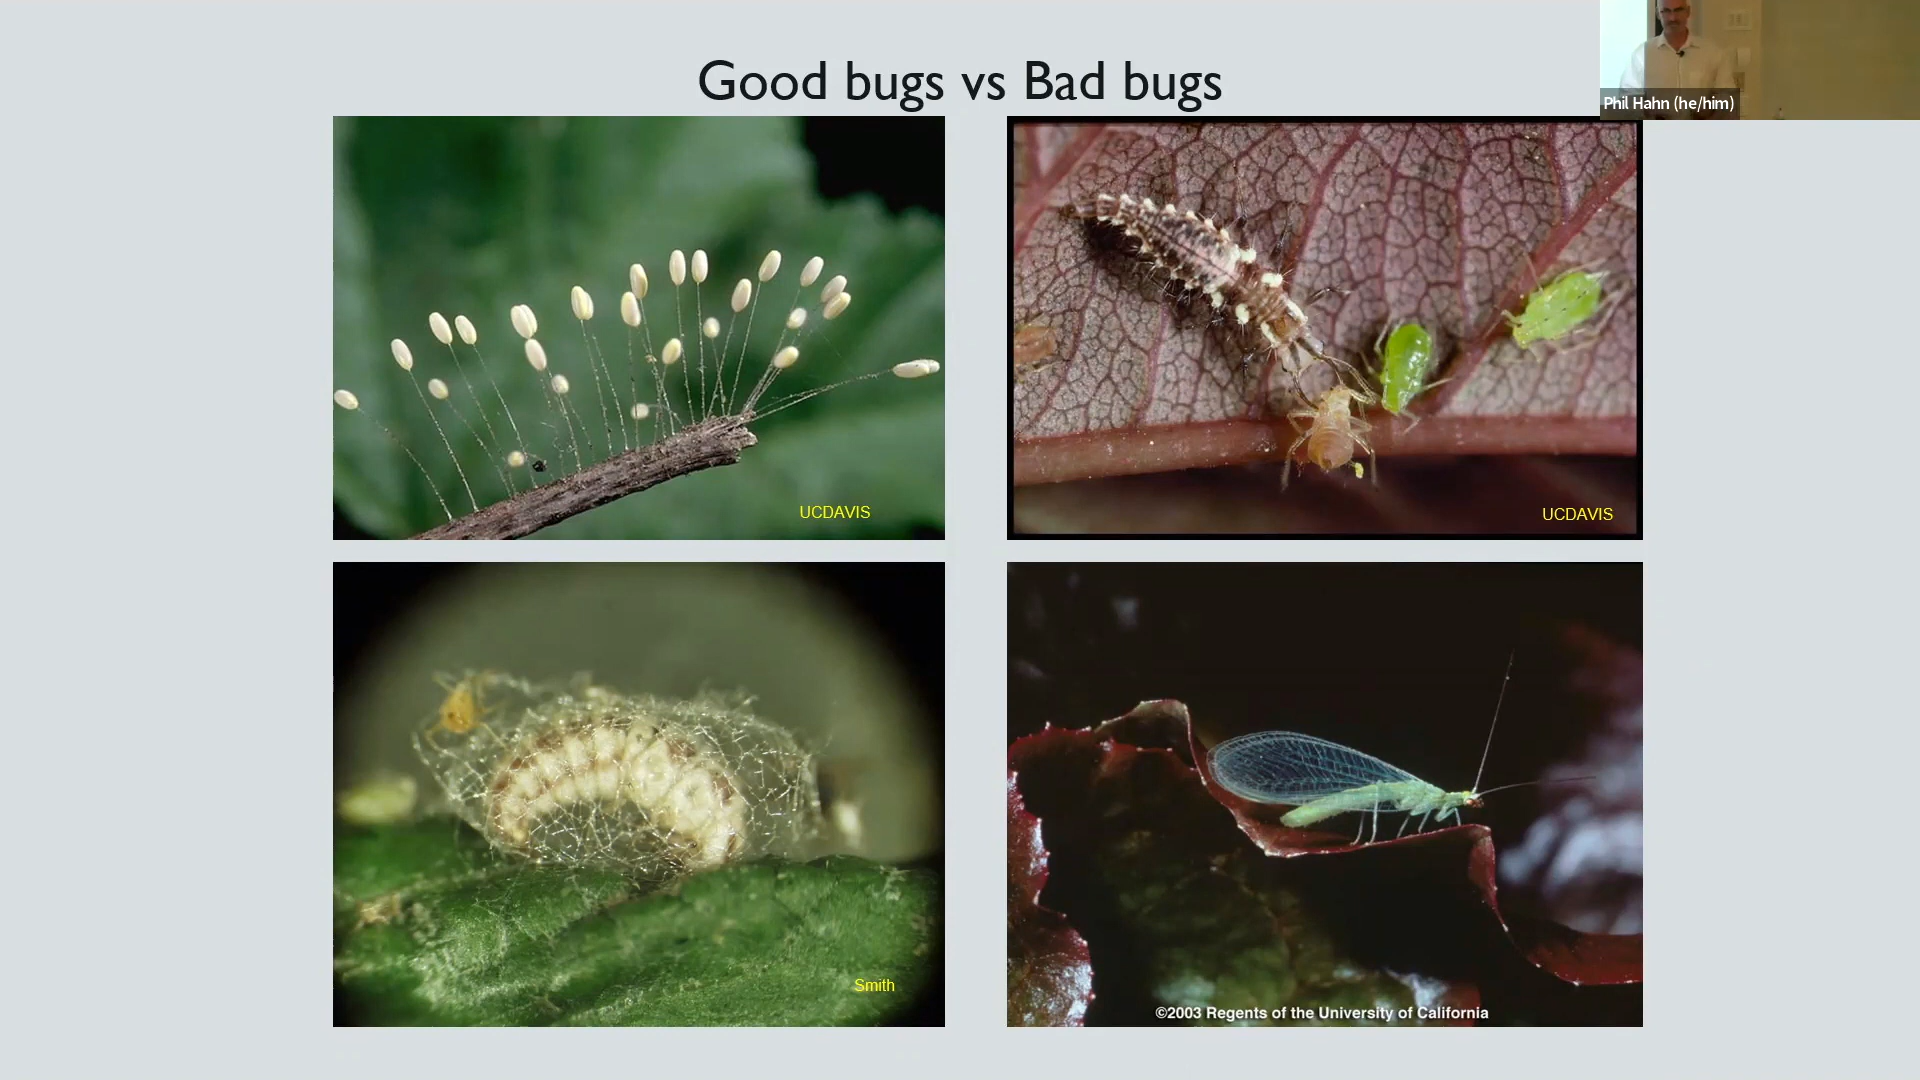 Good bugs vs Bad bugs
Phil Hahn (he/him)
UCDAVIS
UCDAVIS
Smith
©2003 Regents of the University of California